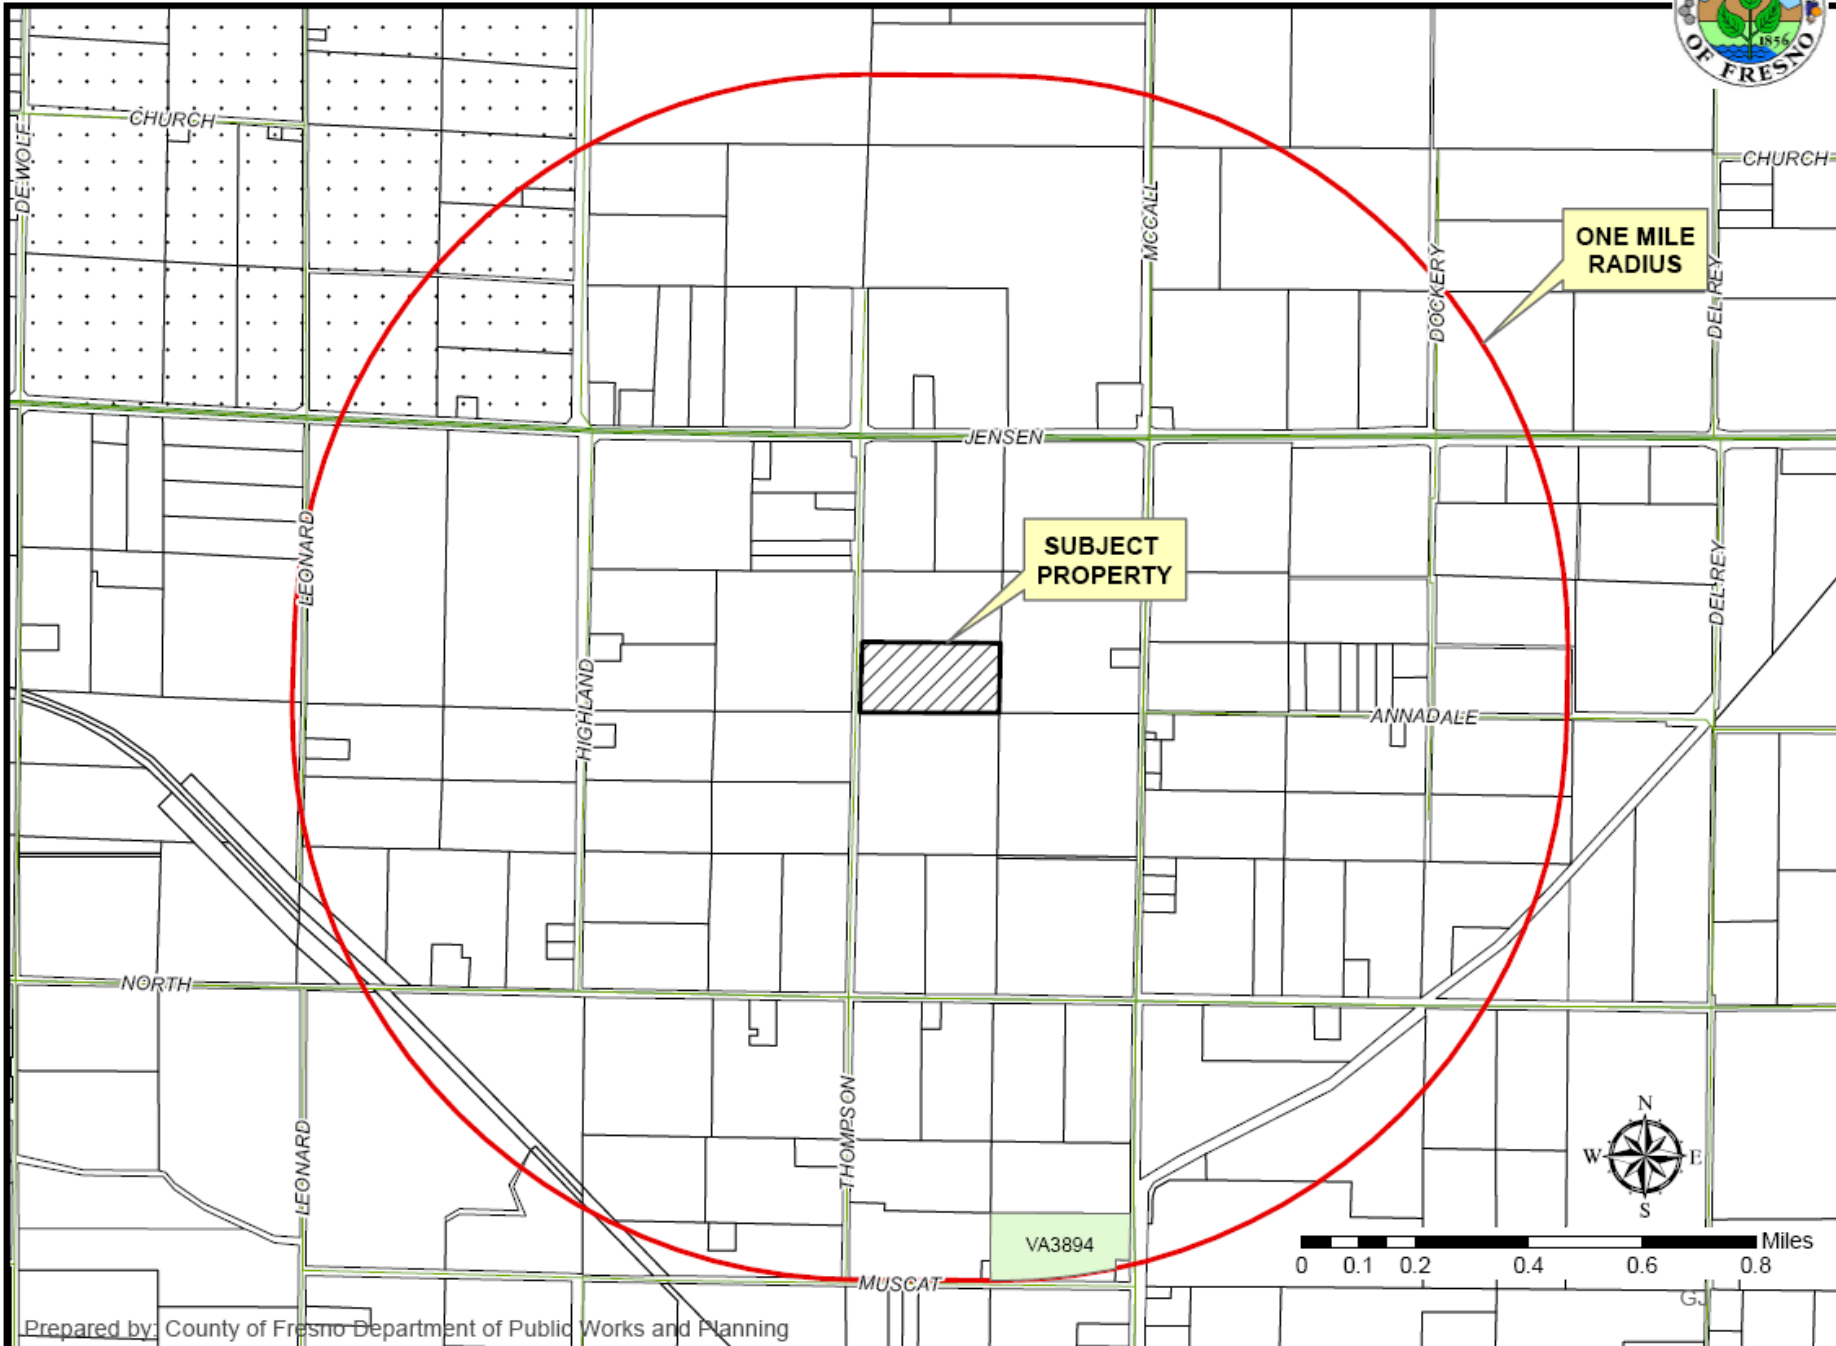 1856
OF FRESNO
CHURCH
DEWOLF
CHURCH
MCCALL
ONE MILE
RADIUS
DOCKERY
DEL REY
JENSEN
LEONARD
SUBJECT
PROPERTY
DEL REY
HIGHLAND
ANNADALE
NORTH
THOMPSON
LEONARD
N
W
E
S
VA3894
Miles
0 0.1 0.2 0.4 0.6 0.8
MUSCAT
GJ
Prepared by: County of Fresno Department of Public Works and Planning